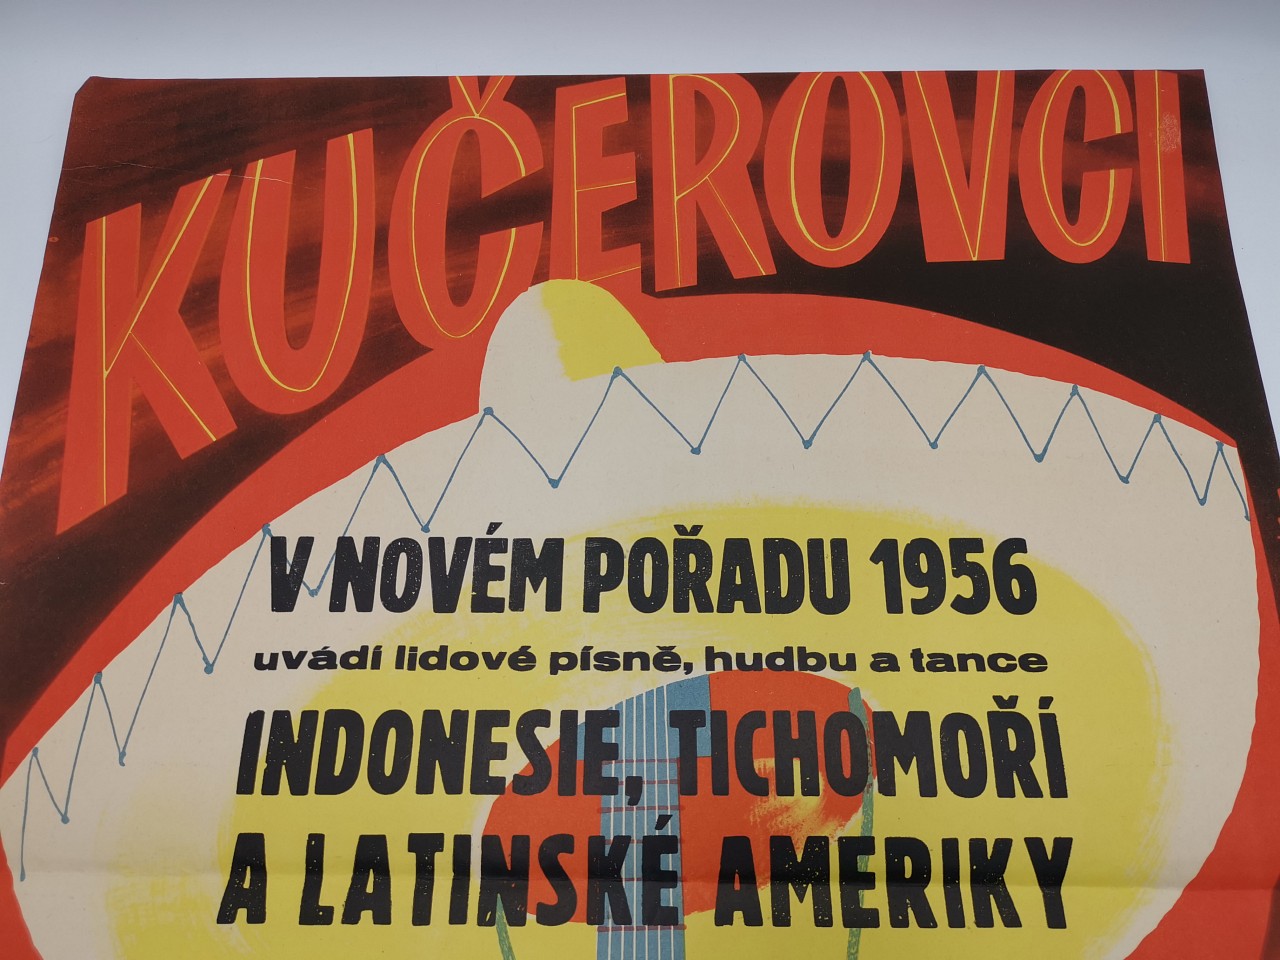 KUČEROVCI
V NOVÉM POŘADU 1956
uvádí lidové písně, hudbu a tance
INDONESIE, TICHOMOŘÍ
A LATINSKÉ AMERIKY